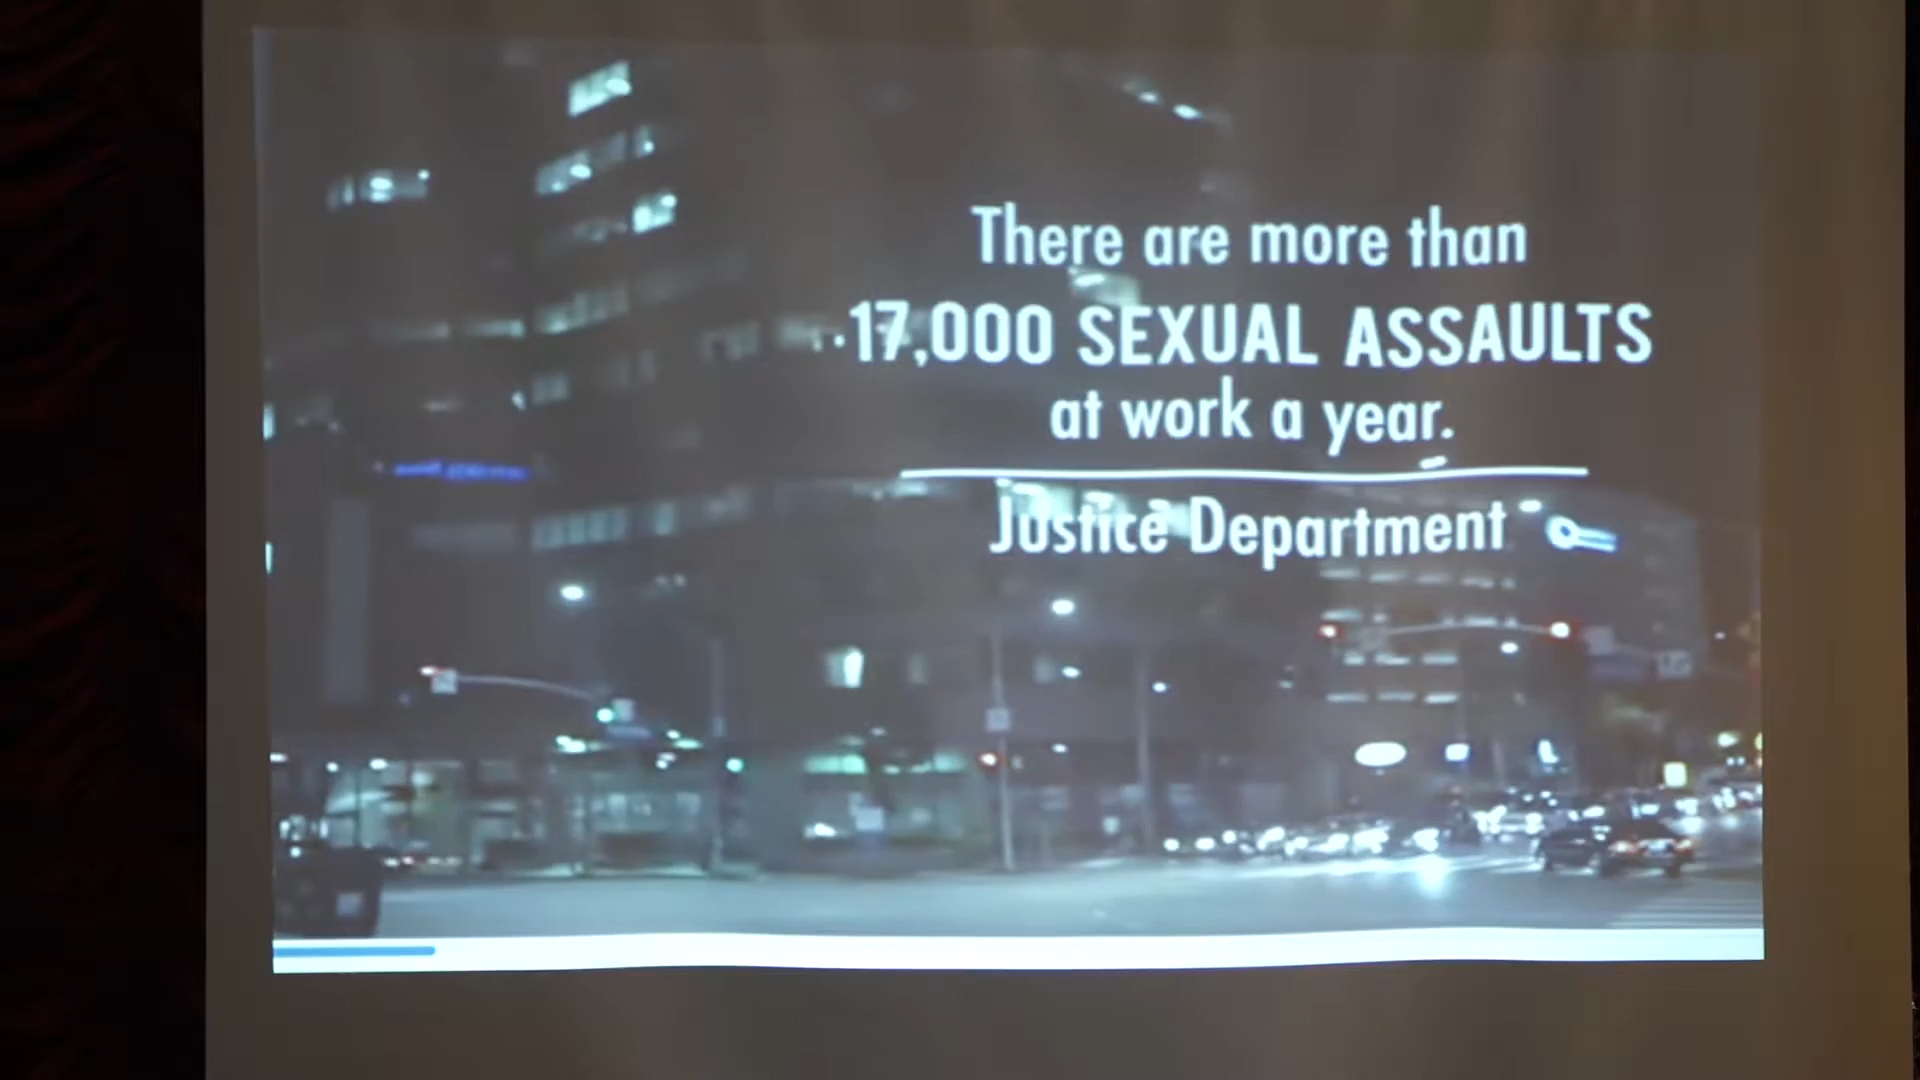 There are more than
17,000 SEXUAL ASSAULTS
at work a year.
Justice Department